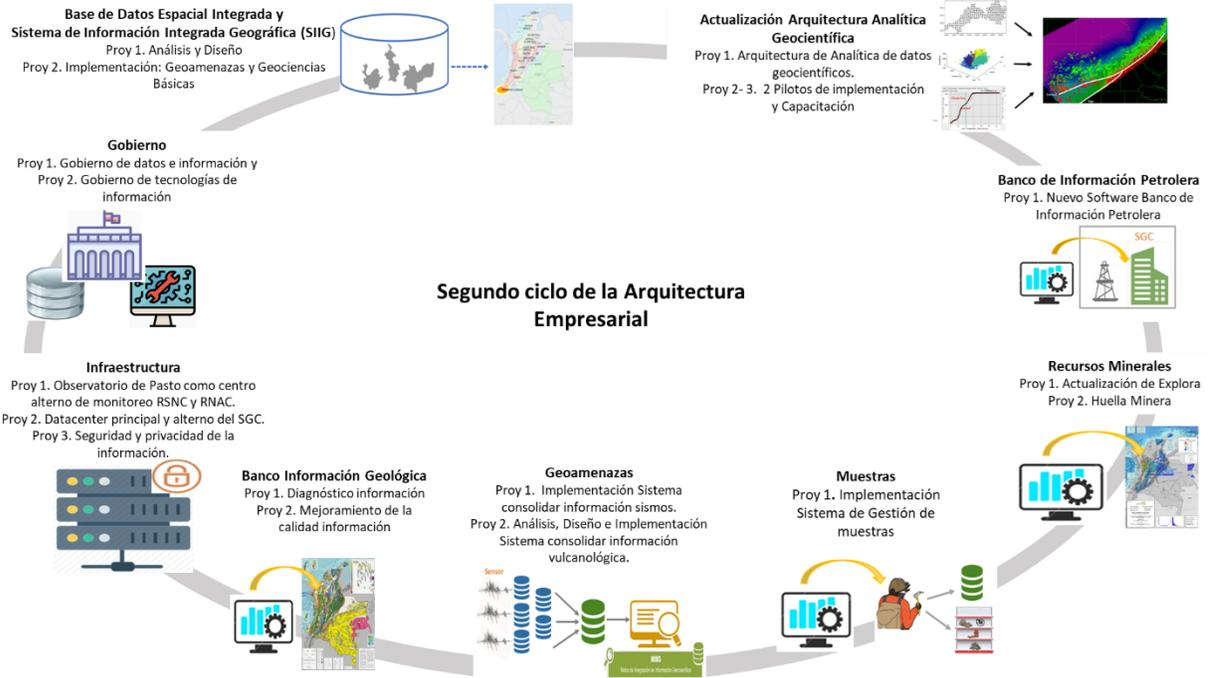 Base de Datos Espacial Integrada y
Sistema de Información Integrada Geográfica (SIIG)
Proy 1. Análisis y Diseño
Proy 2. Implementación: Geoamenazas y Geociencias
Básicas
Actualización Arquitectura Analítica
Geocientífica
Proy 1. Arquitectura de Analítica de datos
geocientíficos.
Proy 2- 3.  2 Pilotos de implementación
y Capacitación
Gobierno
Proy 1. Gobierno de datos e información y
Proy 2. Gobierno de tecnologías de
información
Banco de Información Petrolera
Proy 1. Nuevo Software Banco de
Información Petrolera
SGC
Segundo ciclo de la Arquitectura
Empresarial
Infraestructura
Proy 1. Observatorio de Pasto como centro
alterno de monitoreo RSNC y RNAC.
Proy 2. Datacenter principal y alterno del SGC.
Proy 3. Seguridad y privacidad de la
información.
Recursos Minerales
Proy 1. Actualización de Explora
Proy 2. Huella Minera
Banco Información Geológica
Proy 1. Diagnóstico información
Proy 2. Mejoramiento de la
calidad información
Geoamenazas
Proy 1.  Implementación Sistema
consolidar información sismos.
Proy 2. Análisis, Diseño e Implementación
Sistema consolidar información
vulcanológica.
Sensor
Muestras
Proy 1. Implementación
Sistema de Gestión de
muestras